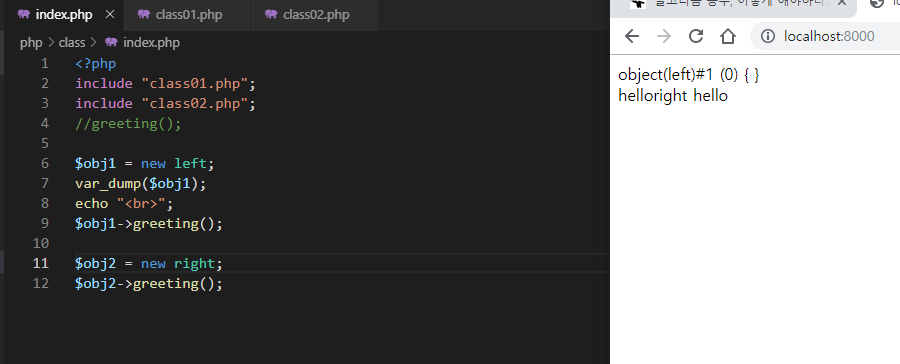 index.php class01.php class02.php
php > class > index.php
1 <?php
2 include "class01.php";
3 include "class02.php";
4 //greeting();
5
6 $obj1 = new left;
7 var_dump($obj1);
8 echo "<br>";
9 $obj1->greeting();
10
11 $obj2 = new right;
12 $obj2->greeting();
localhost:8000
object(left)#1 (0) { }
helloright hello